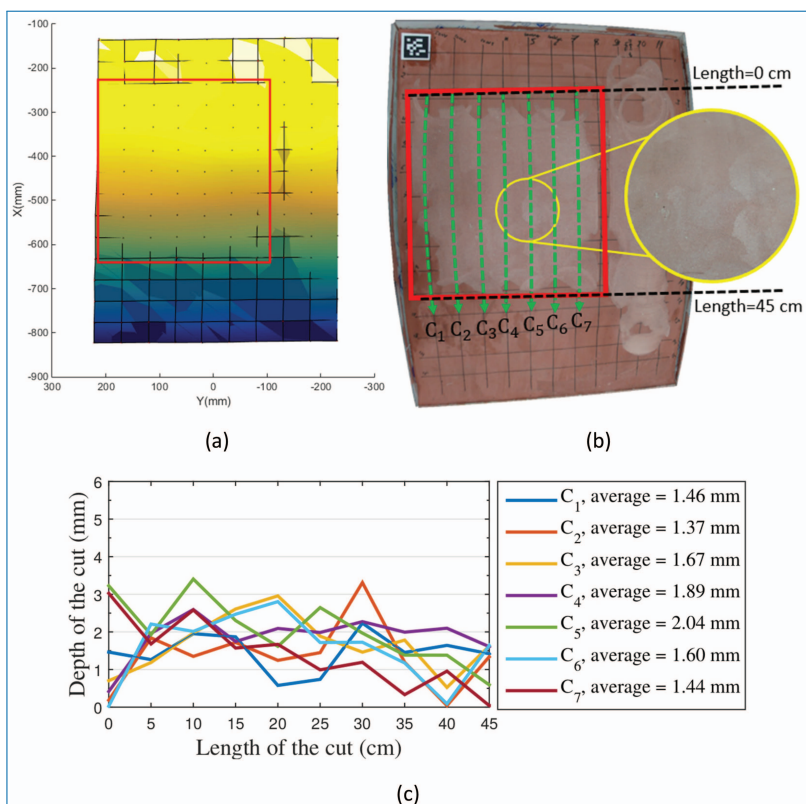 -100
-200
-300
-400
-500
-600
-700
-800
-900
X(mm)
300 200 100 0 -100 -200 -300
Y(mm)
(a)
Length=0 cm
Length=45 cm
C1 C2 C3 C4 C5 C6 C7
(b)
6
5
4
3
2
1
0
Depth of the cut (mm)
0 5 10 15 20 25 30 35 40 45
Length of the cut (cm)
C1, average = 1.46 mm
C2, average = 1.37 mm
C3, average = 1.67 mm
C4, average = 1.89 mm
C5, average = 2.04 mm
C6, average = 1.60 mm
C7, average = 1.44 mm
(c)